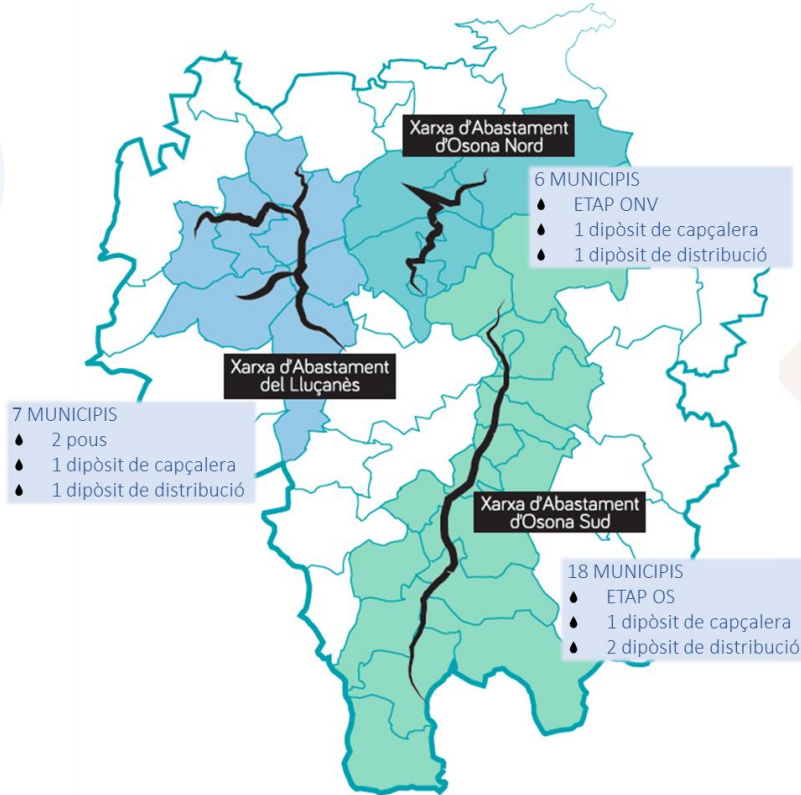 Xarxa d'Abastament
d'Osona Nord
6 MUNICIPIS
ETAP ONV
1 dipòsit de capçalera
1 dipòsit de distribució
Xarxa d'Abastament
del Lluçanès
7 MUNICIPIS
2 pous
1 dipòsit de capçalera
1 dipòsit de distribució
Xarxa d'Abastament
d'Osona Sud
18 MUNICIPIS
ETAP OS
1 dipòsit de capçalera
2 dipòsit de distribució